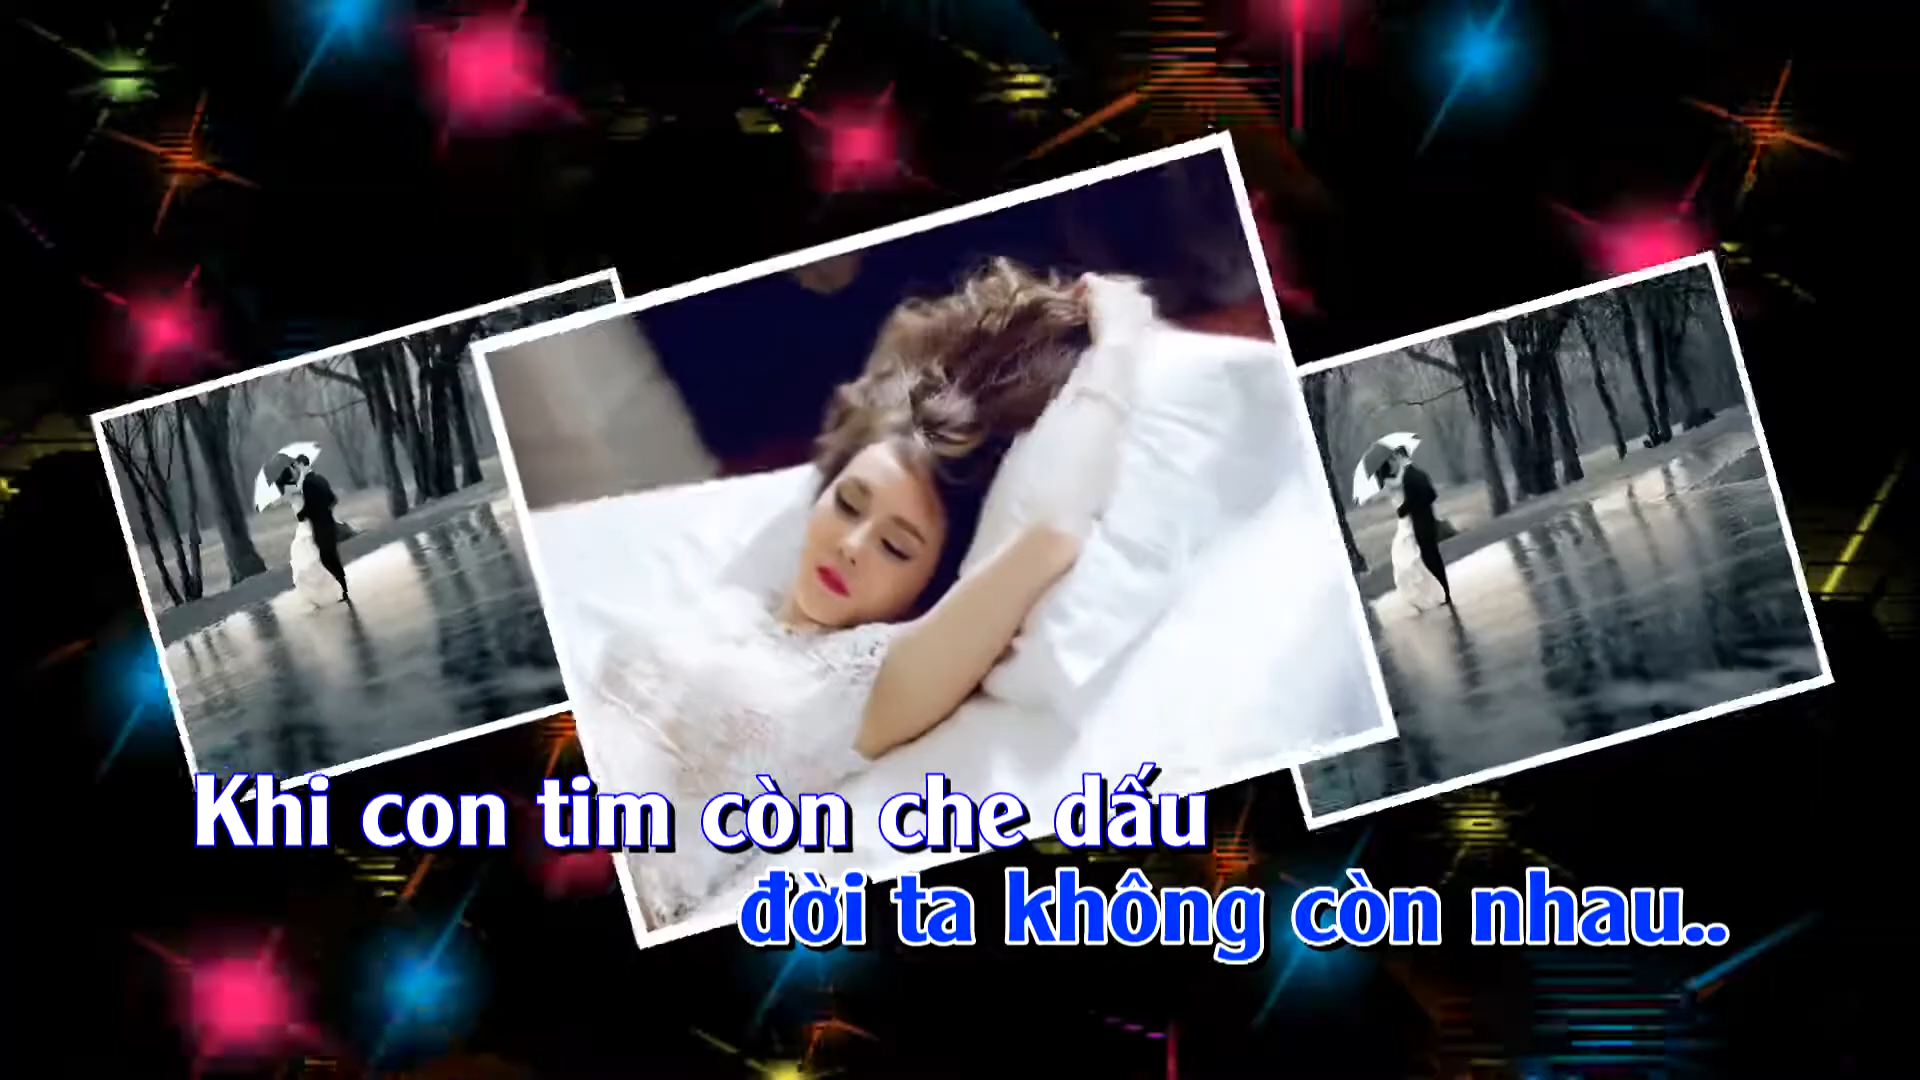 Khi con tim còn che dấu
đời ta không còn nhau..